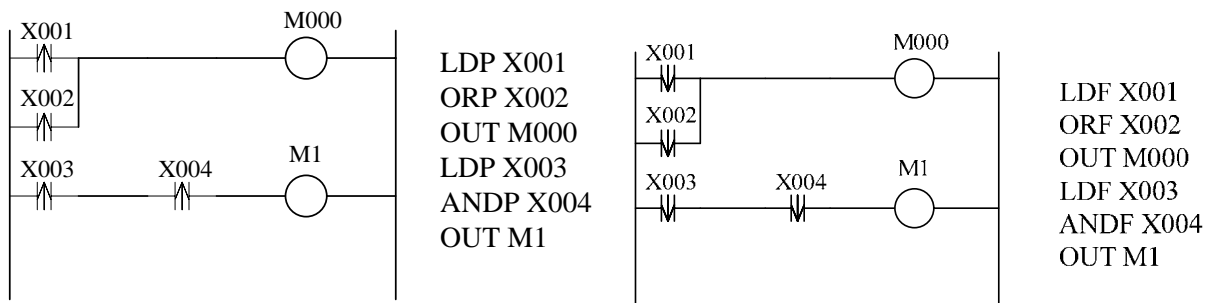 X001
M000
X002
X003
X004
M1
LDP X001
ORP X002
OUT M000
LDP X003
ANDP X004
OUT M1
X001
M000
X002
X003
X004
M1
LDF X001
ORF X002
OUT M000
LDF X003
ANDF X004
OUT M1